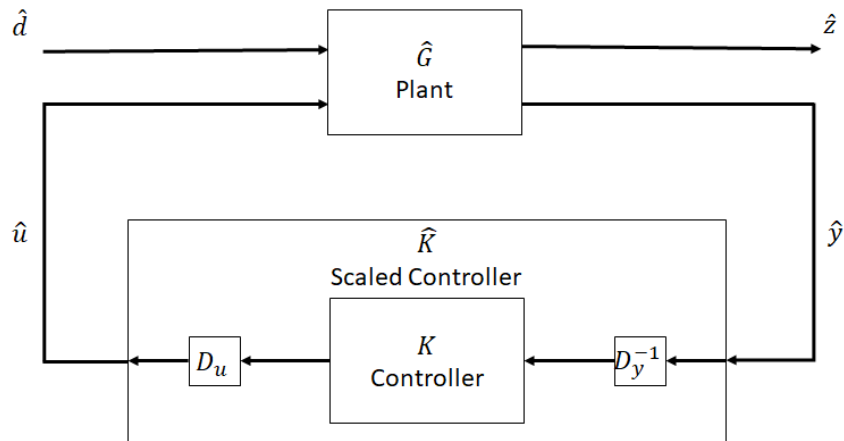 d̂
ẑ
Ĝ
Plant
û
ŷ
K̂
Scaled Controller
D_u
K
Controller
D_y^{-1}